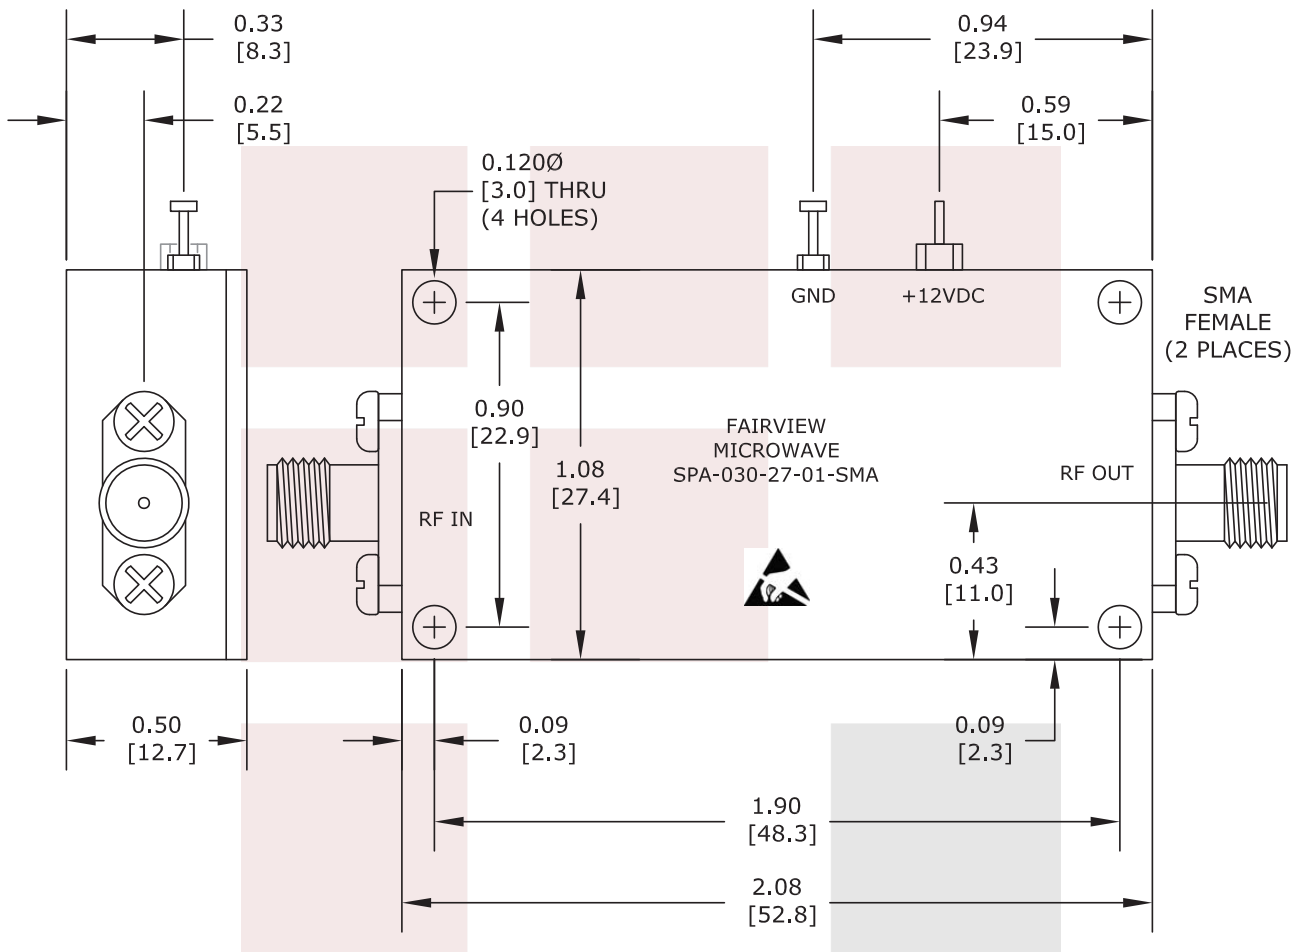 0.33
[8.3]
0.94
[23.9]
0.22
[5.5]
0.59
[15.0]
0.120Ø
[3.0] THRU
(4 HOLES)
GND
+12VDC
SMA
FEMALE
(2 PLACES)
0.90
[22.9]
FAIRVIEW
MICROWAVE
SPA-030-27-01-SMA
1.08
[27.4]
RF OUT
RF IN
0.43
[11.0]
0.50
[12.7]
0.09
[2.3]
0.09
[2.3]
1.90
[48.3]
2.08
[52.8]